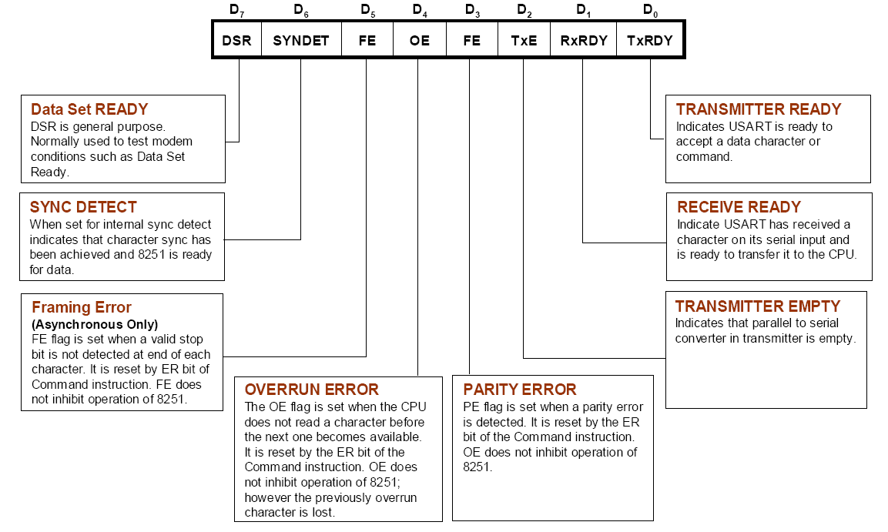 D7 D6 D5 D4 D3 D2 D1 D0
DSR SYNDET FE OE FE TxE RxRDY TxRDY
Data Set READY
DSR is general purpose.
Normally used to test modem
conditions such as Data Set
Ready.
TRANSMITTER READY
Indicates USART is ready to
accept a data character or
command.
SYNC DETECT
When set for internal sync detect
indicates that character sync has
been achieved and 8251 is ready
for data.
RECEIVE READY
Indicate USART has received a
character on its serial input and
is ready to transfer it to the CPU.
Framing Error
(Asynchronous Only)
FE flag is set when a valid stop
bit is not detected at end of each
character. It is reset by ER bit of
Command instruction. FE does
not inhibit operation of 8251.
TRANSMITTER EMPTY
Indicates that parallel to serial
converter in transmitter is empty.
OVERRUN ERROR
The OE flag is set when the CPU
does not read a character before
the next one becomes available.
It is reset by the ER bit of the
Command instruction. OE does
not inhibit operation of 8251;
however the previously overrun
character is lost.
PARITY ERROR
PE flag is set when a parity error
is detected. It is reset by the ER
bit of the Command instruction.
OE does not inhibit operation of
8251.